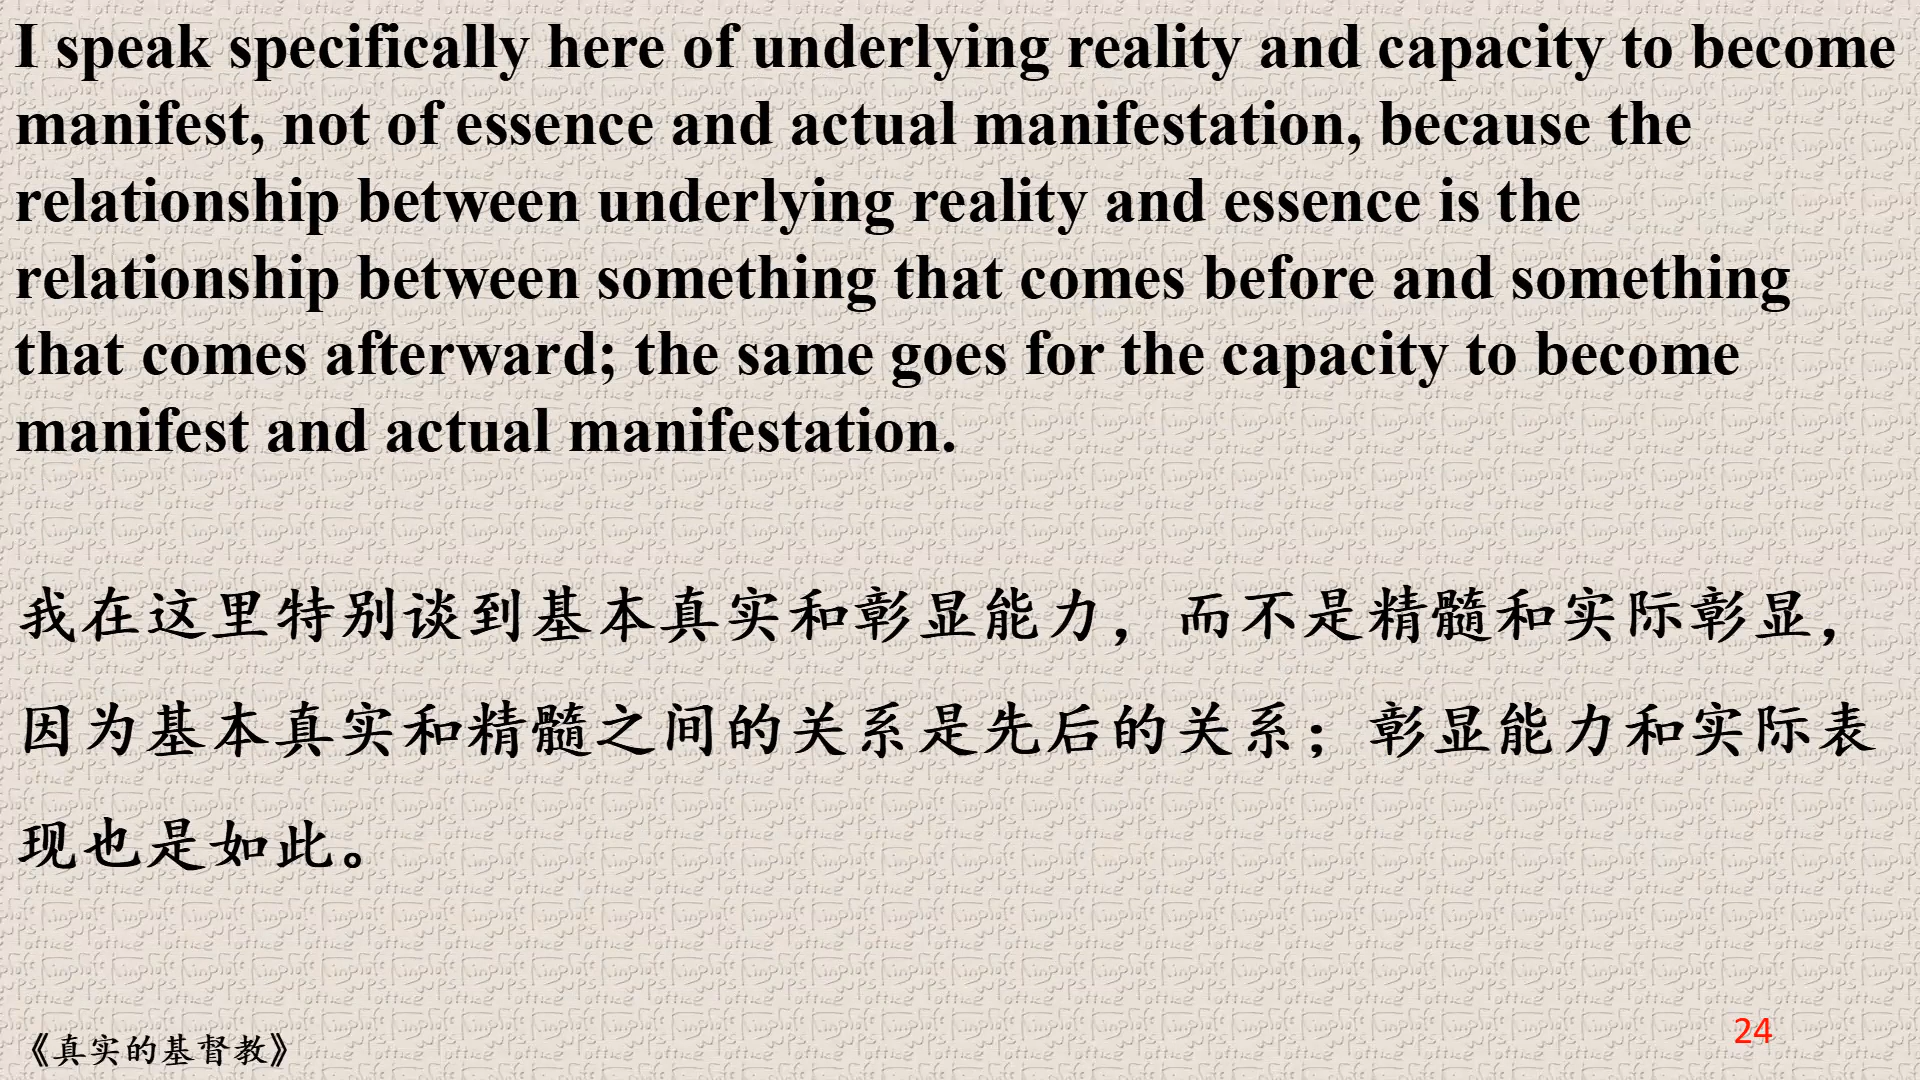 I speak specifically here of underlying reality and capacity to become
manifest, not of essence and actual manifestation, because the
relationship between underlying reality and essence is the
relationship between something that comes before and something
that comes afterward; the same goes for the capacity to become
manifest and actual manifestation.
我在这里特别谈到基本真实和彰显能力，而不是精髓和实际彰显，
因为基本真实和精髓之间的关系是先后的关系；彰显能力和实际表
现也是如此。
《真实的基督教》
24